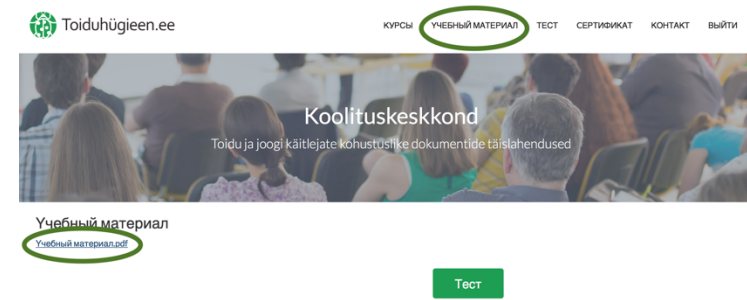 Toiduhügieen.ee
КУРСЫ УЧЕБНЫЙ МАТЕРИАЛ ТЕСТ СЕРТИФИКАТ КОНТАКТ ВЫЙТИ
Koolituskeskkond
Toidu ja joogi käitlejate kohustuslike dokumentide täislahendused
Учебный материал
Учебный материал.pdf
Тест